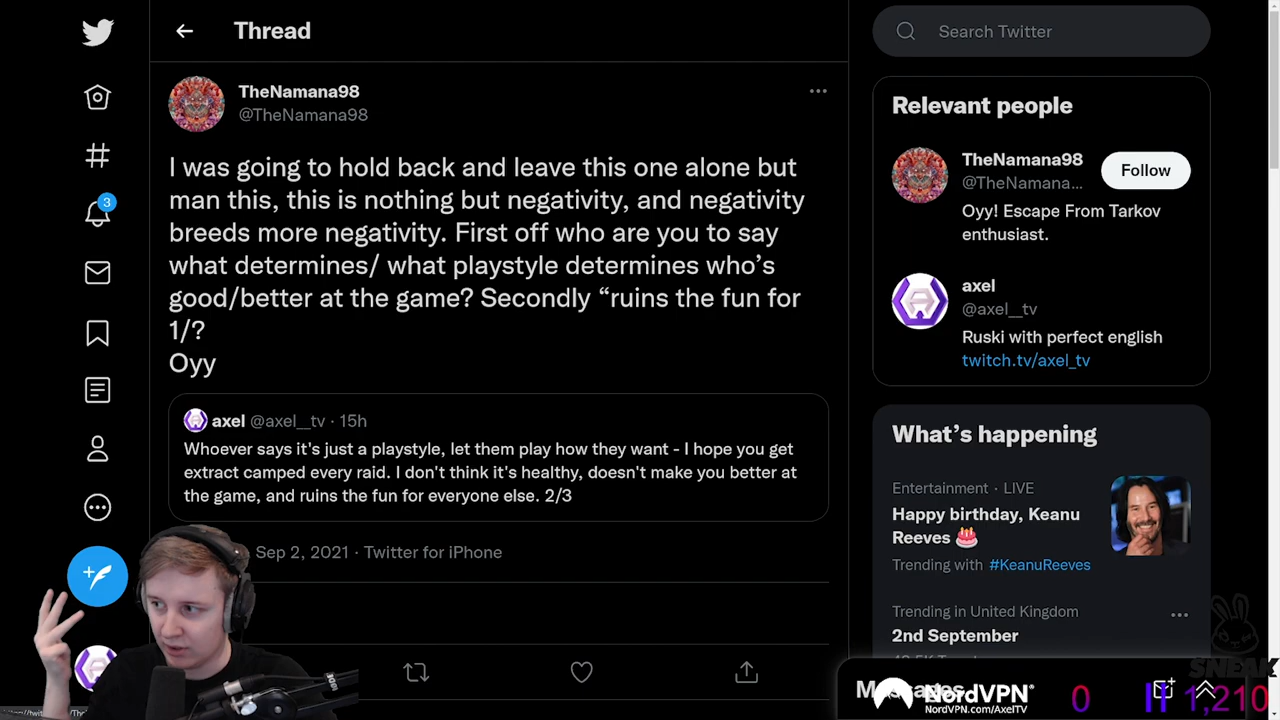 Thread
Search Twitter
TheNamana98
@TheNamana98
I was going to hold back and leave this one alone but
man this, this is nothing but negativity, and negativity
breeds more negativity. First off who are you to say
what determines/ what playstyle determines who's
good/better at the game? Secondly “ruins the fun for
1/?
Oyy
axel @axel__tv · 15h
Whoever says it's just a playstyle, let them play how they want - I hope you get
extract camped every raid. I don't think it's healthy, doesn't make you better at
the game, and ruins the fun for everyone else. 2/3
Sep 2, 2021 · Twitter for iPhone
3
Relevant people
TheNamana98
@TheNamana...
Follow
Oyy! Escape From Tarkov
enthusiast.
axel
@axel__tv
Ruski with perfect english
twitch.tv/axel_tv
What's happening
Entertainment · LIVE
Happy birthday, Keanu
Reeves 🎂
Trending with #KeanuReeves
Trending in United Kingdom
2nd September
SNEAK
NordVPN®
NordVPN.com/AxelTV
0
1,210